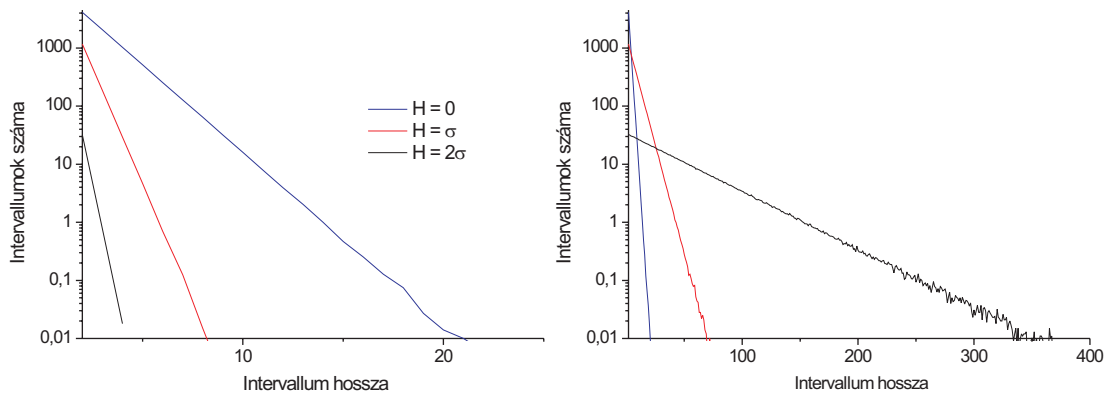 1000
100
10
1
0,1
0,01
10
20
Intervallumok száma
Intervallum hossza
H = 0
H = σ
H = 2σ
1000
100
10
1
0,1
0,01
100
200
300
400
Intervallumok száma
Intervallum hossza